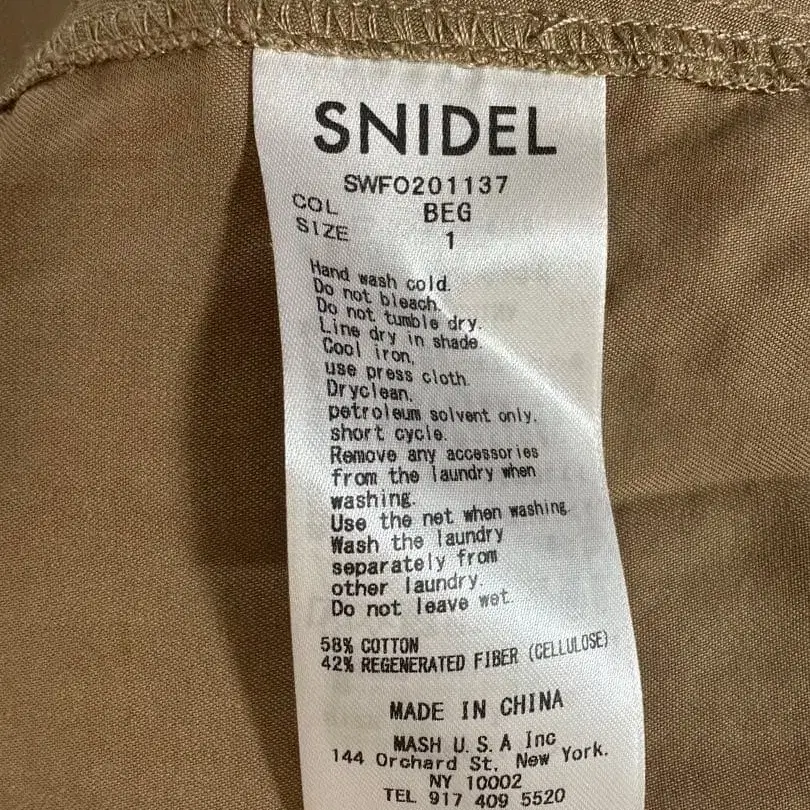 SNIDEL
SWFO201137
COL BEG
SIZE 1
Hand wash cold.
Do not bleach.
Do not tumble dry.
Line dry in shade.
Cool iron,
use press cloth.
Dryclean,
petroleum solvent only,
short cycle.
Remove any accessories
from the laundry when
washing.
Use the net when washing.
Wash the laundry
separately from
other laundry.
Do not leave wet.
58% COTTON
42% REGENERATED FIBER (CELLULOSE)
MADE IN CHINA
MASH U.S.A Inc
144 Orchard St, New York.
NY 10002
TEL 917 409 5520